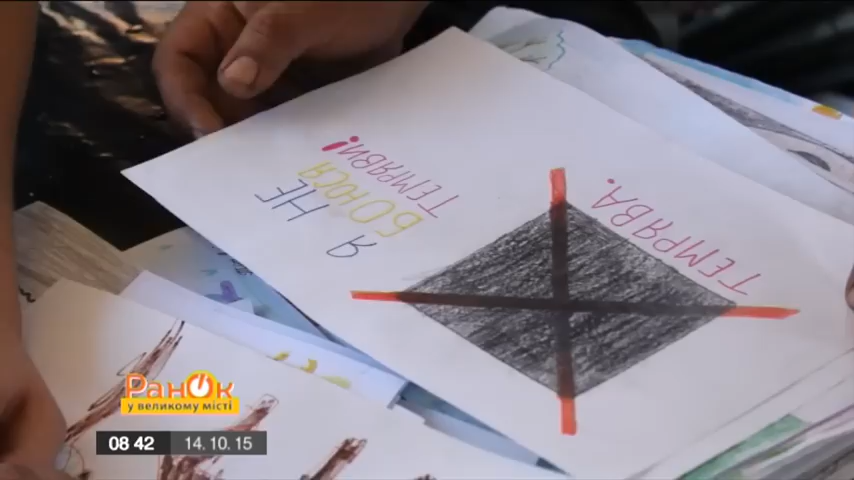 ТЕМРЯВА.
Я НЕ
БОЮСЯ
ТЕМРЯВИ!
РанОк
у великому місті
08 42 14. 10. 15